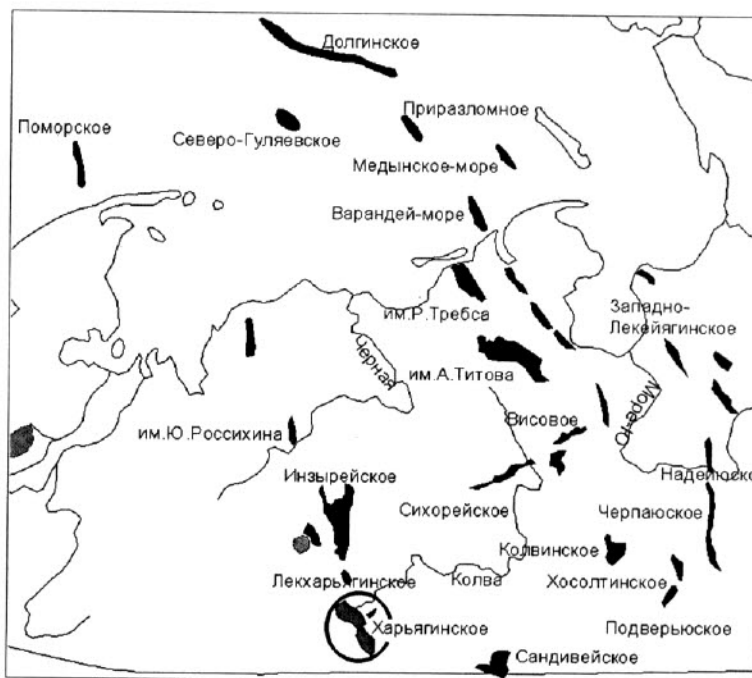 Долгинское
Приразломное
Поморское
Северо-Гуляевское
Медынское-море
Варандей-море
им.Р.Требса
Западно-
Лекейягинское
Черная
им.А.Титова
Море-Ю
Висовое
им.Ю.Россихина
Инзырейское
Надейюско
Сихорейское
Черпаюское
Колвинское
Лекхарьягинское
Колва
Хосолтинское
Харьягинское
Подверьюское
Сандивейское